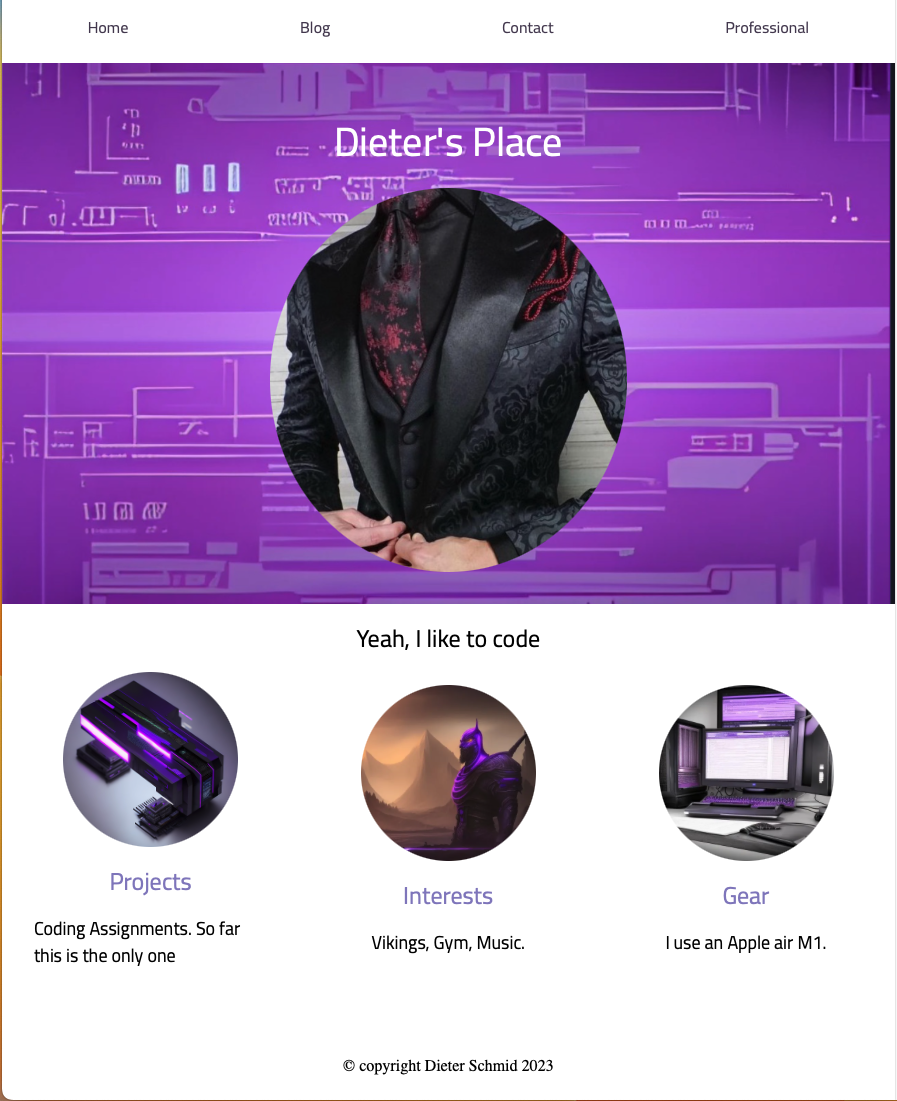 Home Blog Contact Professional
Dieter's Place
Yeah, I like to code
Projects
Coding Assignments. So far
this is the only one
Interests
Vikings, Gym, Music.
Gear
I use an Apple air M1.
© copyright Dieter Schmid 2023